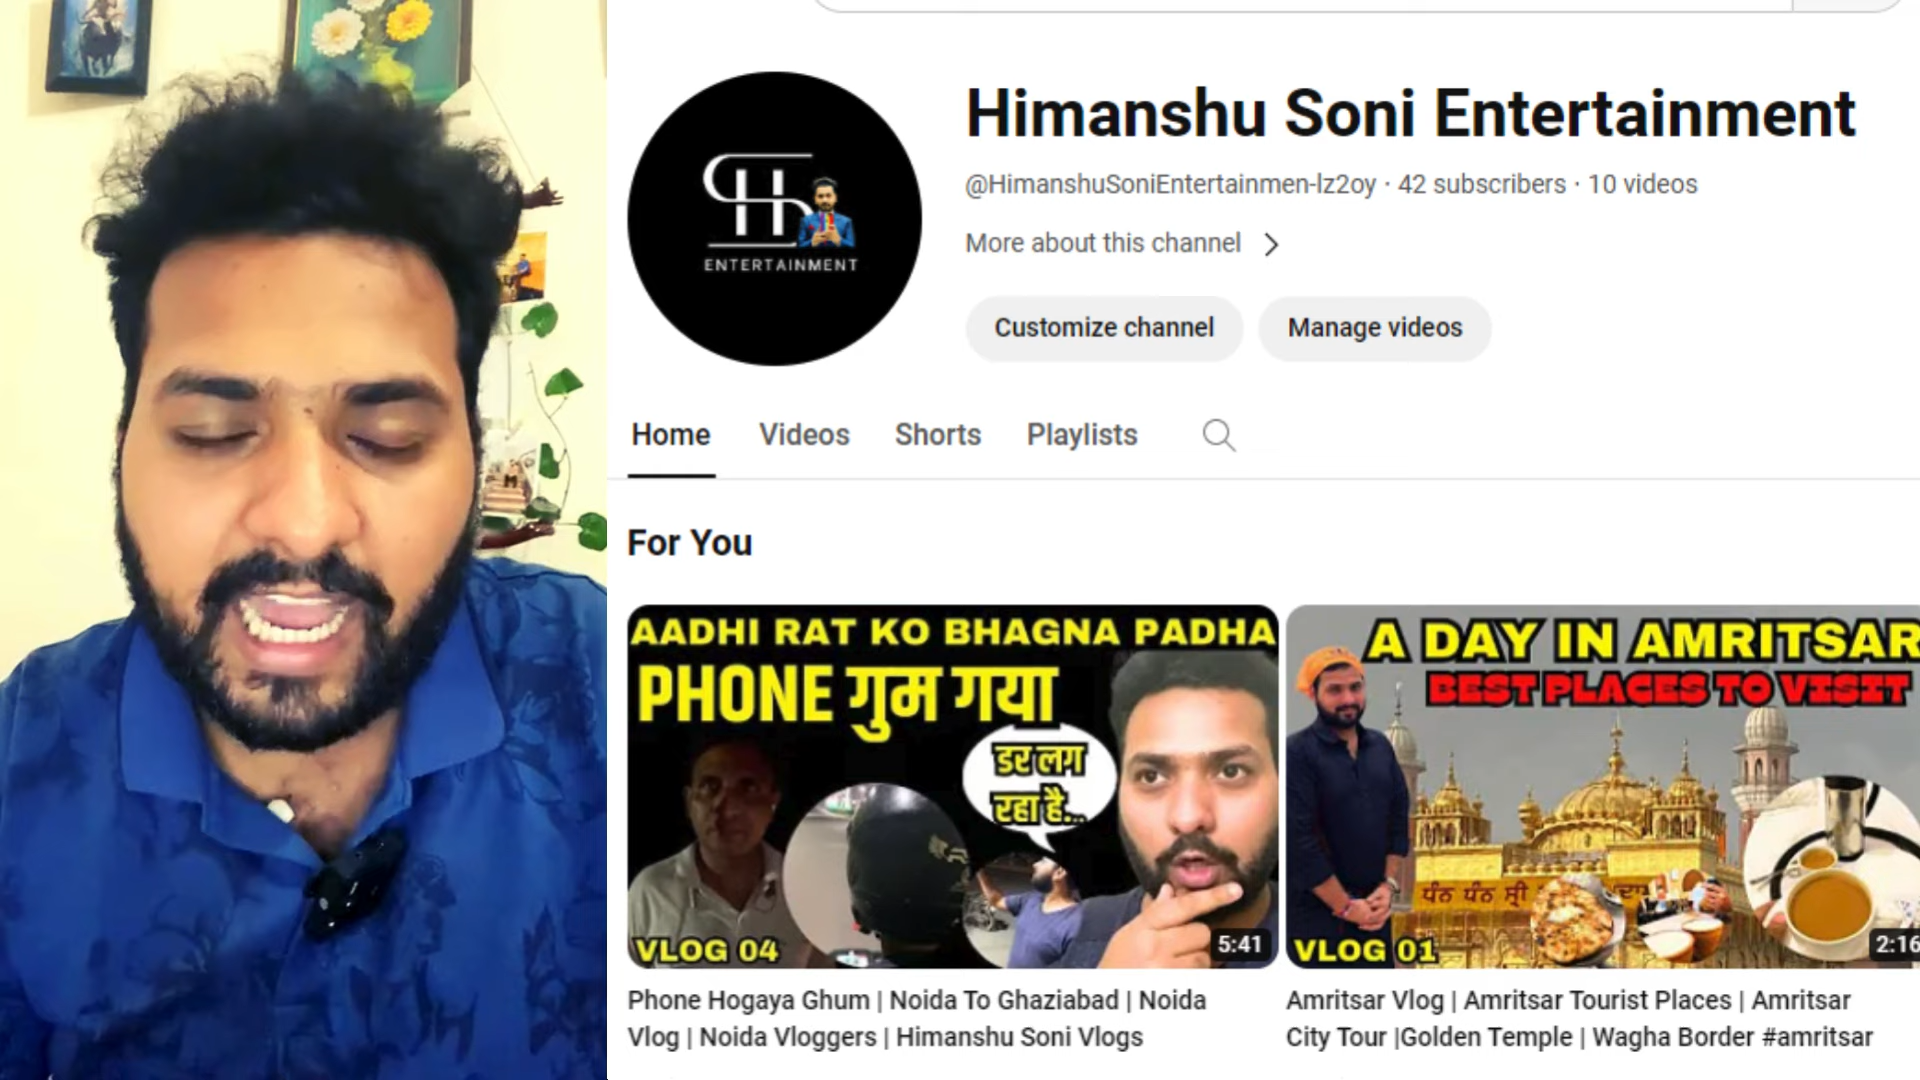 Himanshu Soni Entertainment
@HimanshuSoniEntertainmen-lz2oy · 42 subscribers · 10 videos
More about this channel
Customize channel
Manage videos
SH
ENTERTAINMENT
Home
Videos
Shorts
Playlists
For You
AADHI RAT KO BHAGNA PADHA
PHONE गुम गया
डर लग
रहा है...
VLOG 04
5:41
A DAY IN AMRITSAR
BEST PLACES TO VISIT
ਧੰਨ ਧੰਨ ਸ੍ਰੀ
VLOG 01
2:16
Phone Hogaya Ghum | Noida To Ghaziabad | Noida
Vlog | Noida Vloggers | Himanshu Soni Vlogs
Amritsar Vlog | Amritsar Tourist Places | Amritsar
City Tour |Golden Temple | Wagha Border #amritsar